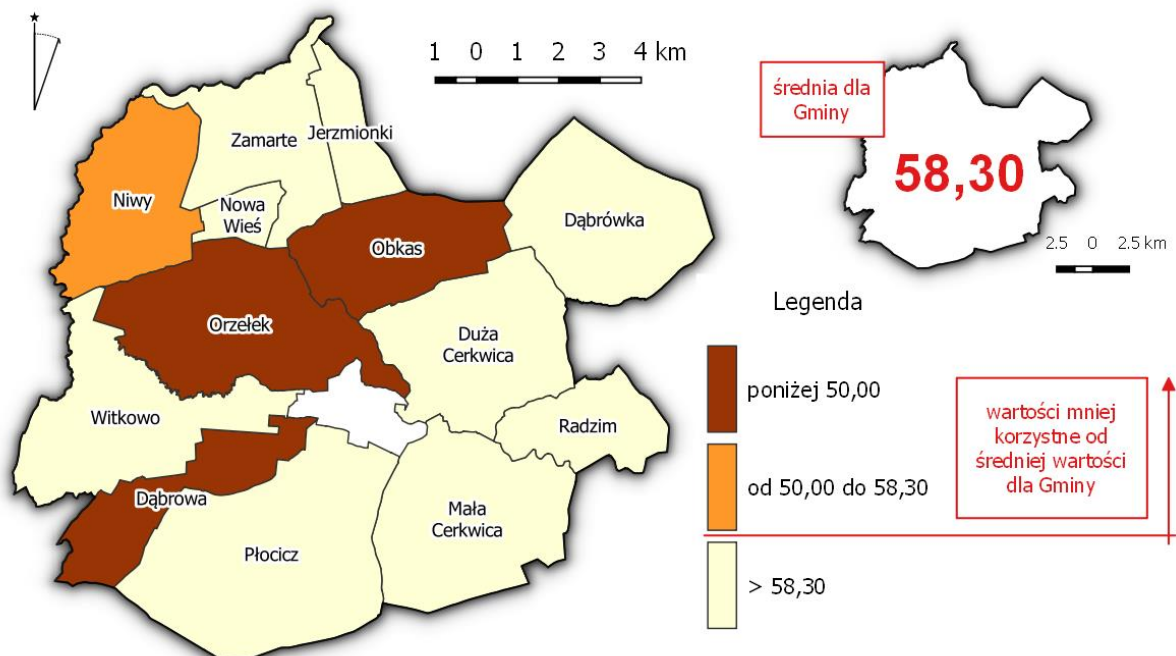 1 0 1 2 3 4 km
średnia dla
Gminy
58,30
2.5 0 2.5 km
Zamarte
Jerzmionki
Niwy
Nowa
Wieś
Obkas
Dąbrówka
Orzełek
Duża
Cerkwica
Witkowo
Radzim
Dąbrowa
Mała
Cerkwica
Płocicz
Legenda
poniżej 50,00
od 50,00 do 58,30
> 58,30
wartości mniej
korzystne od
średniej wartości
dla Gminy